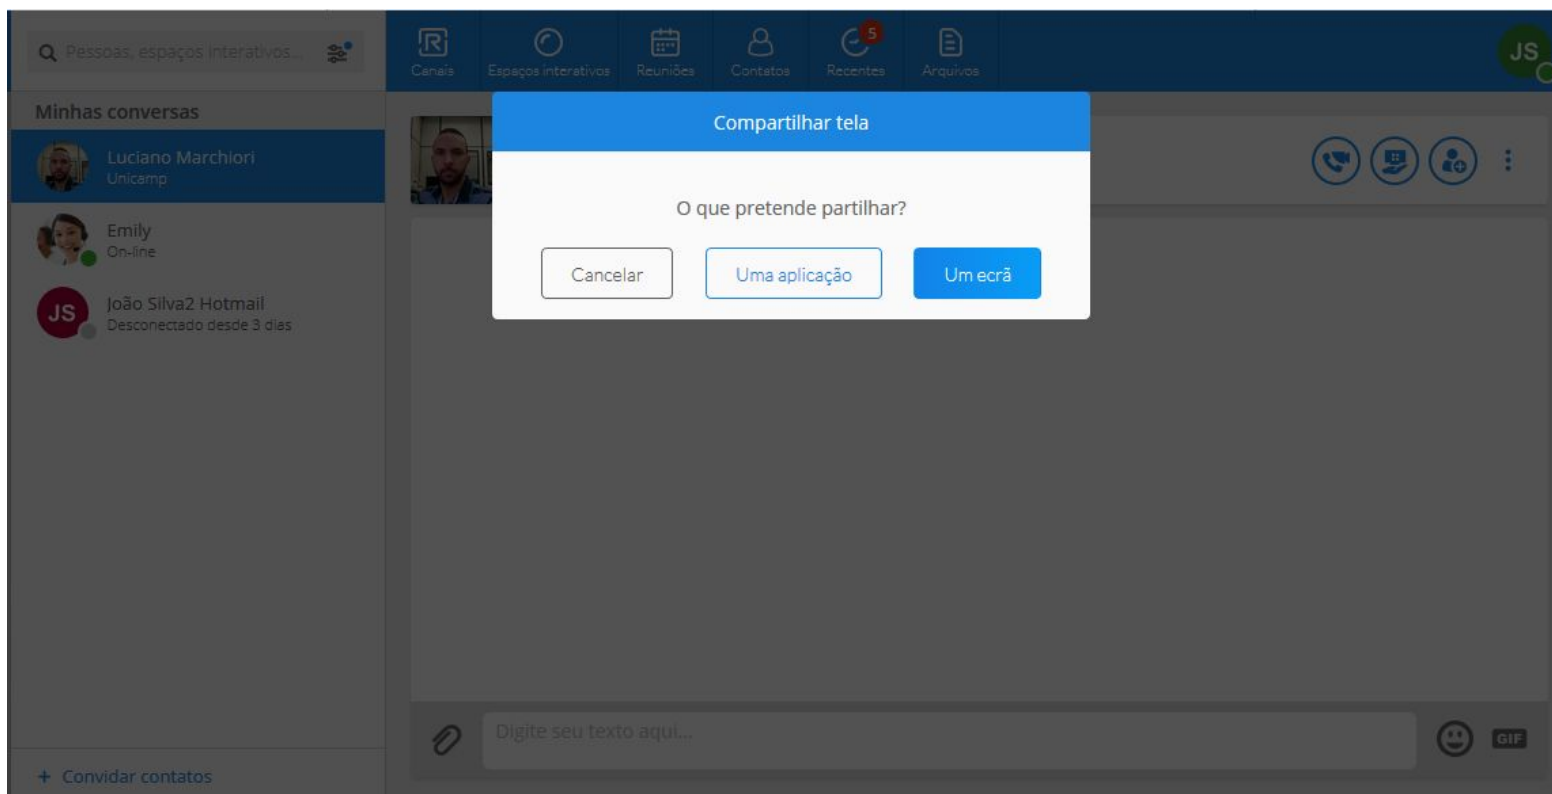 Pessoas, espaços interativos...
Canais
Espaços interativos
Reuniões
Contatos
5
Recentes
Arquivos
JS
Minhas conversas
Luciano Marchiori
Unicamp
Emily
On-line
JS
João Silva2 Hotmail
Desconectado desde 3 dias
Compartilhar tela
O que pretende partilhar?
Cancelar
Uma aplicação
Um ecrã
Digite seu texto aqui...
GIF
+ Convidar contatos